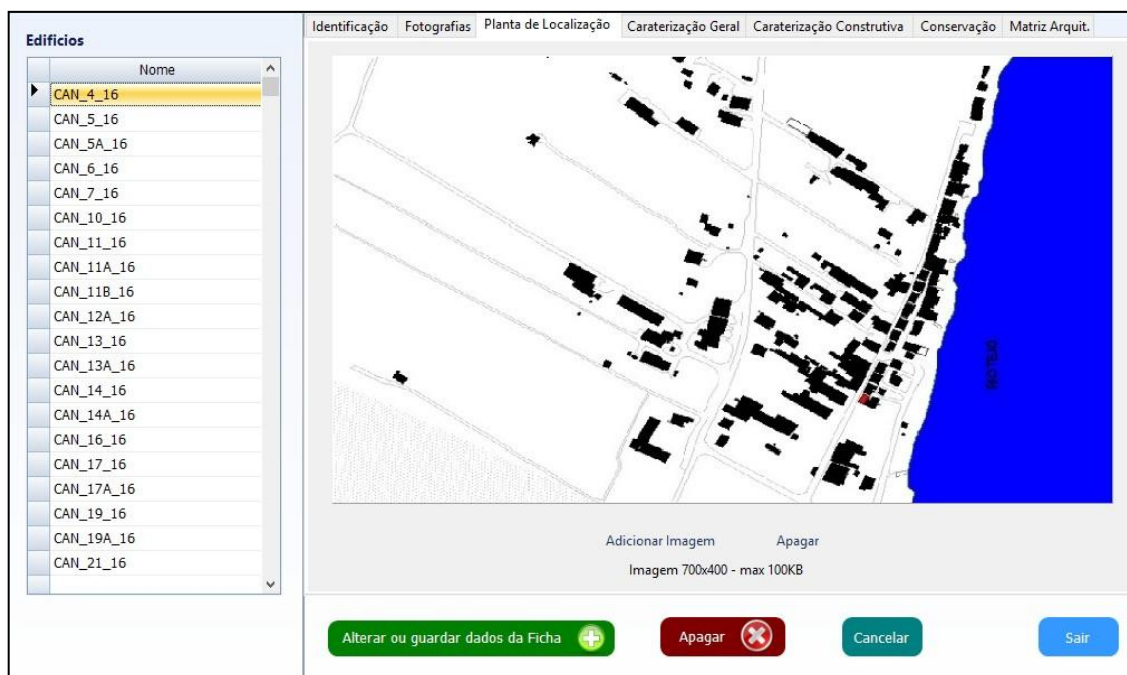 Edificios
Nome
CAN_4_16
CAN_5_16
CAN_5A_16
CAN_6_16
CAN_7_16
CAN_10_16
CAN_11_16
CAN_11A_16
CAN_11B_16
CAN_12A_16
CAN_13_16
CAN_13A_16
CAN_14_16
CAN_14A_16
CAN_16_16
CAN_17_16
CAN_17A_16
CAN_19_16
CAN_19A_16
CAN_21_16
Identificação Fotografias Planta de Localização Caraterização Geral Caraterização Construtiva Conservação Matriz Arquit.
Adicionar Imagem Apagar
Imagem 700x400 - max 100KB
Alterar ou guardar dados da Ficha Apagar Cancelar Sair